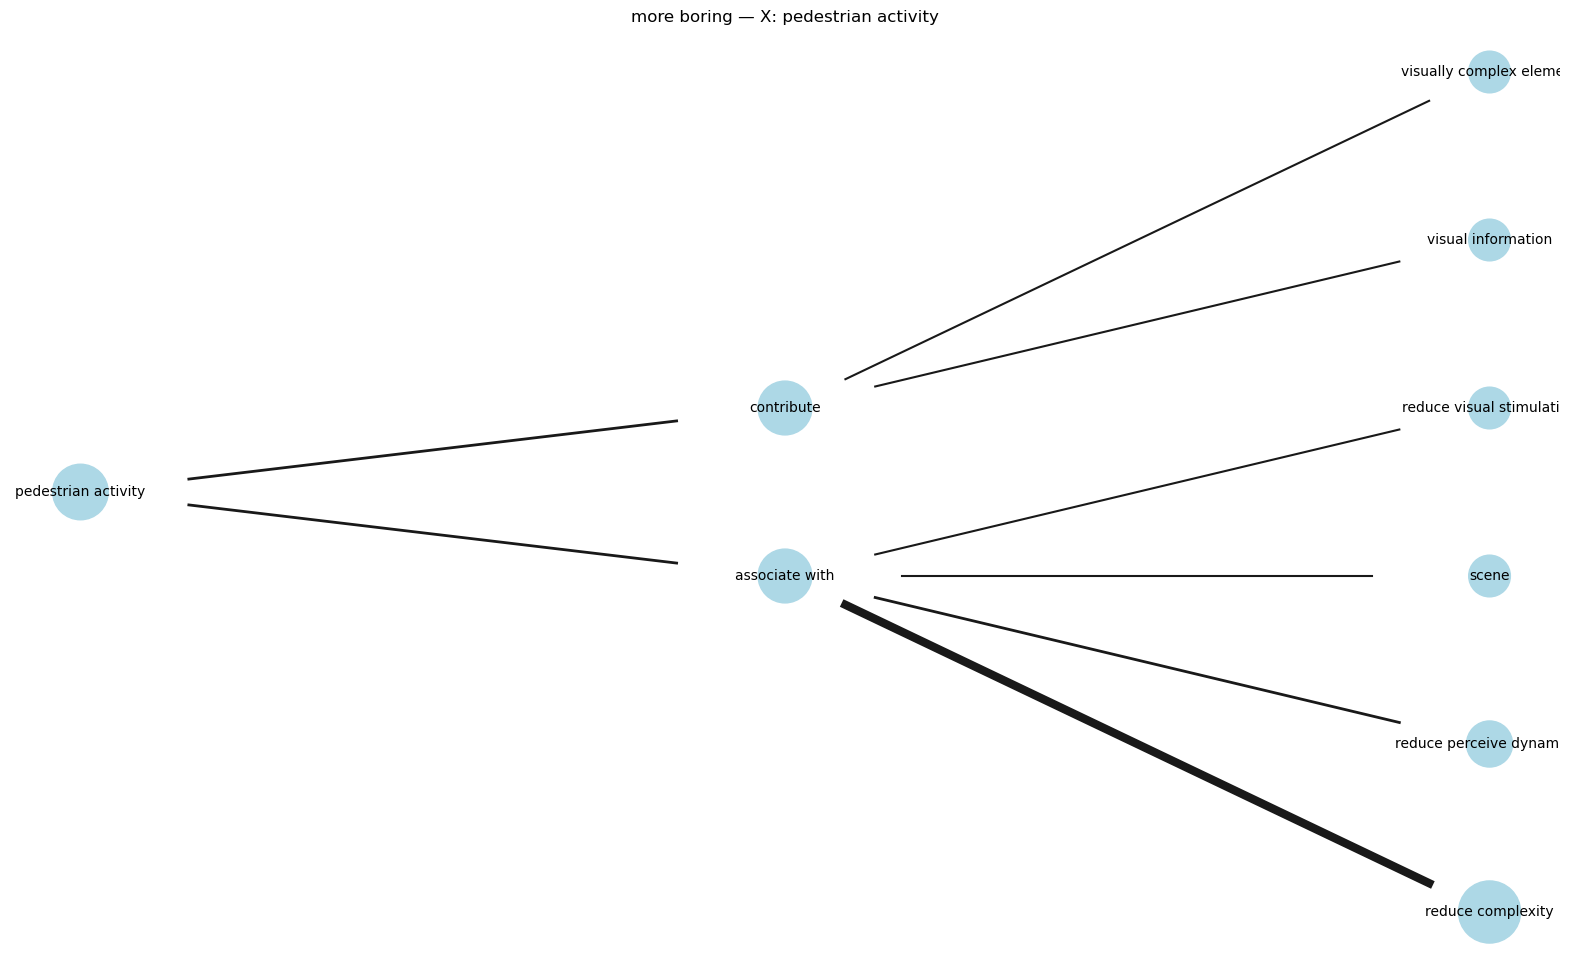 more boring — X: pedestrian activity
visually complex eleme
visual information
contribute
reduce visual stimulati
pedestrian activity
associate with
scene
reduce perceive dynam
reduce complexity